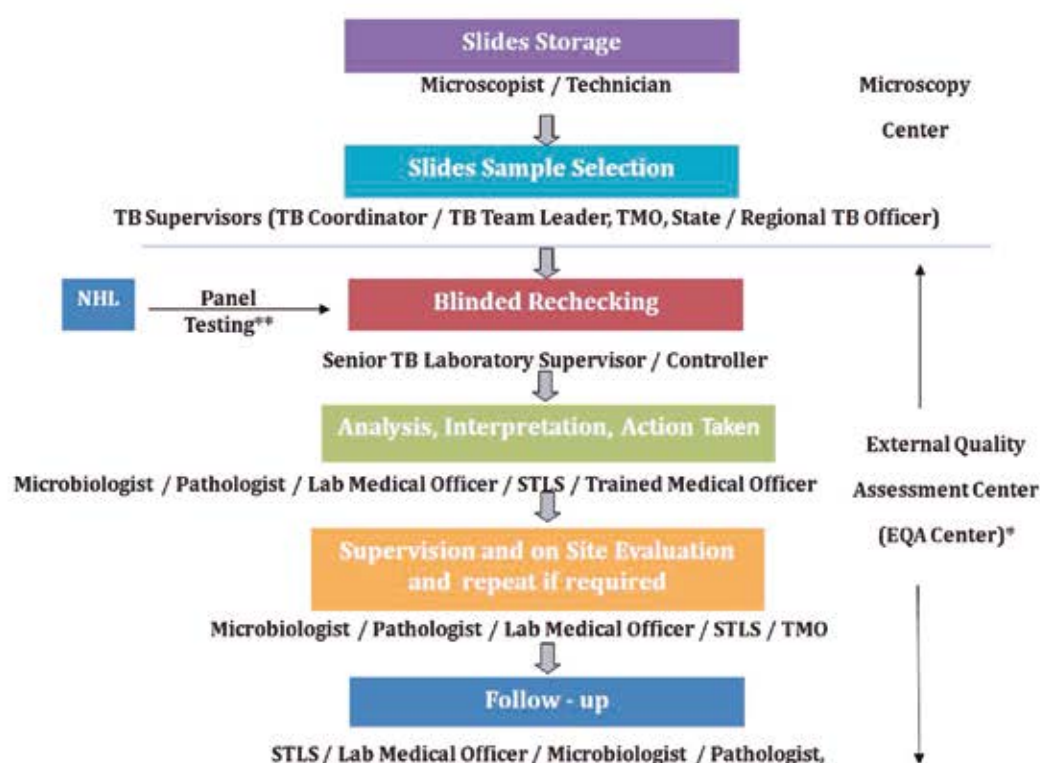 Slides Storage
Microscopist / Technician
Microscopy
Center
Slides Sample Selection
TB Supervisors (TB Coordinator / TB Team Leader, TMO, State / Regional TB Officer)
NHL
Panel
Testing**
Blinded Rechecking
Senior TB Laboratory Supervisor / Controller
Analysis, Interpretation, Action Taken
Microbiologist / Pathologist / Lab Medical Officer / STLS / Trained Medical Officer
External Quality
Assessment Center
(EQA Center)*
Supervision and on Site Evaluation
and repeat if required
Microbiologist / Pathologist / Lab Medical Officer / STLS / TMO
Follow - up
STLS / Lab Medical Officer / Microbiologist / Pathologist,